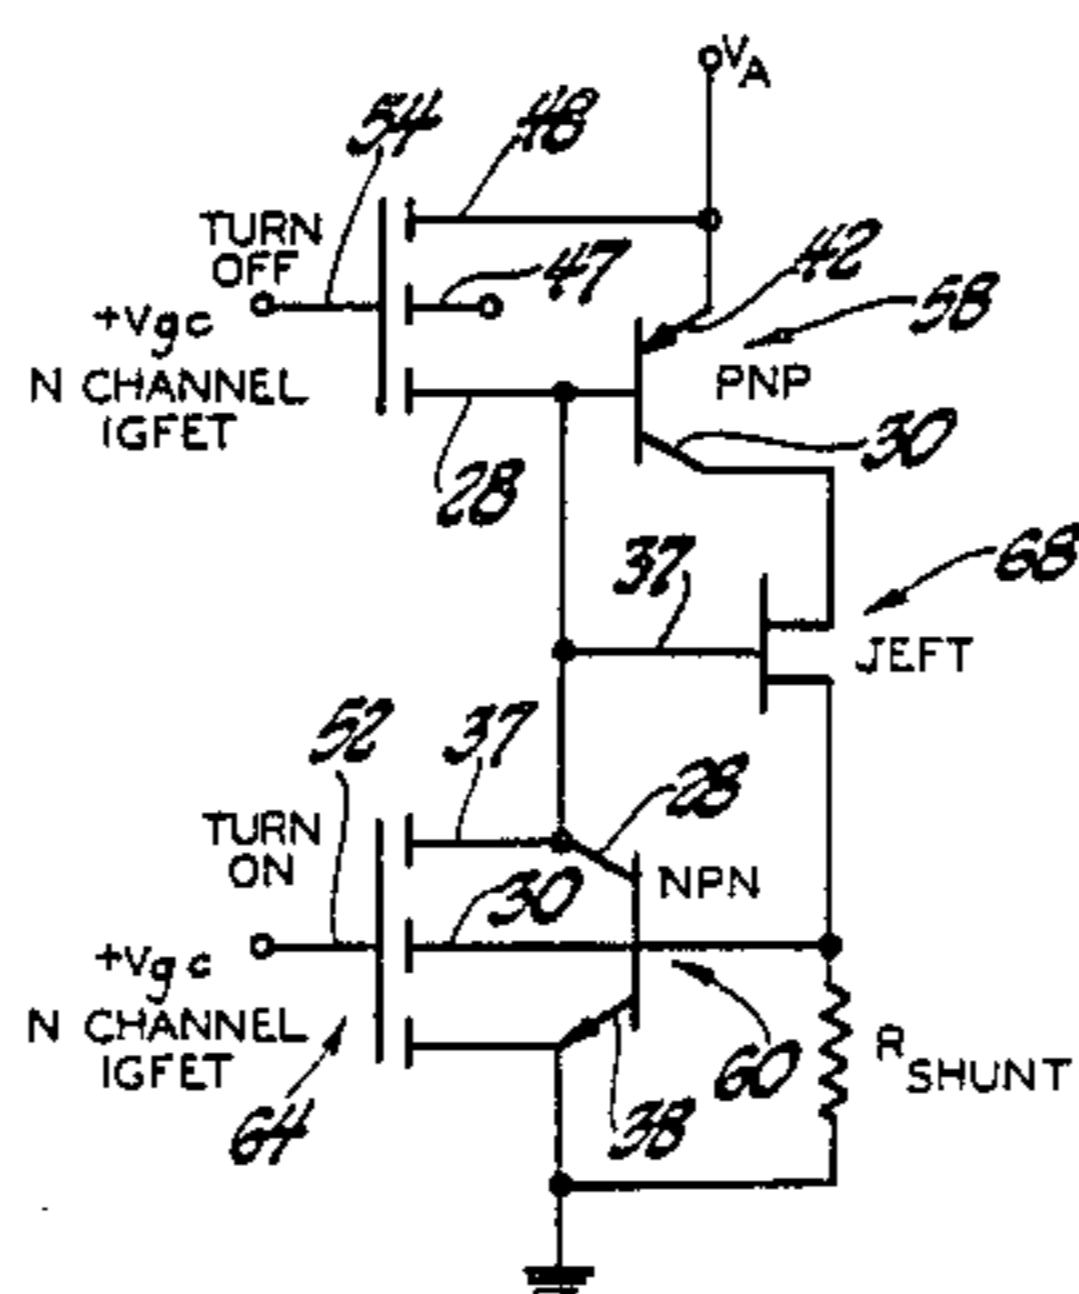 VA
54
48
TURN
OFF
47
42
58
+Vgc
N CHANNEL
IGFET
PNP
30
28
37
68
JEFT
52
37
28
TURN
ON
NPN
30
+Vgc
N CHANNEL
IGFET
60
RSHUNT
64
38